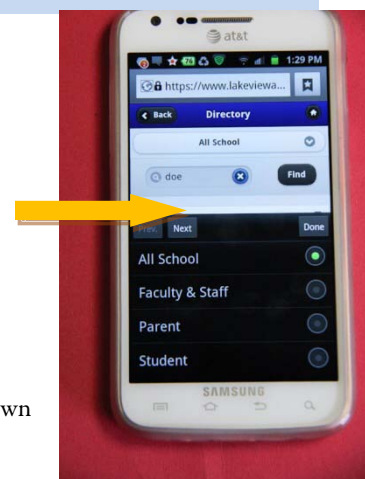 at&t
76 1:29 PM
https://www.lakeviewa...
Back Directory
All School
doe Find
Prev. Next Done
All School
Faculty & Staff
Parent
Student
SAMSUNG
wn